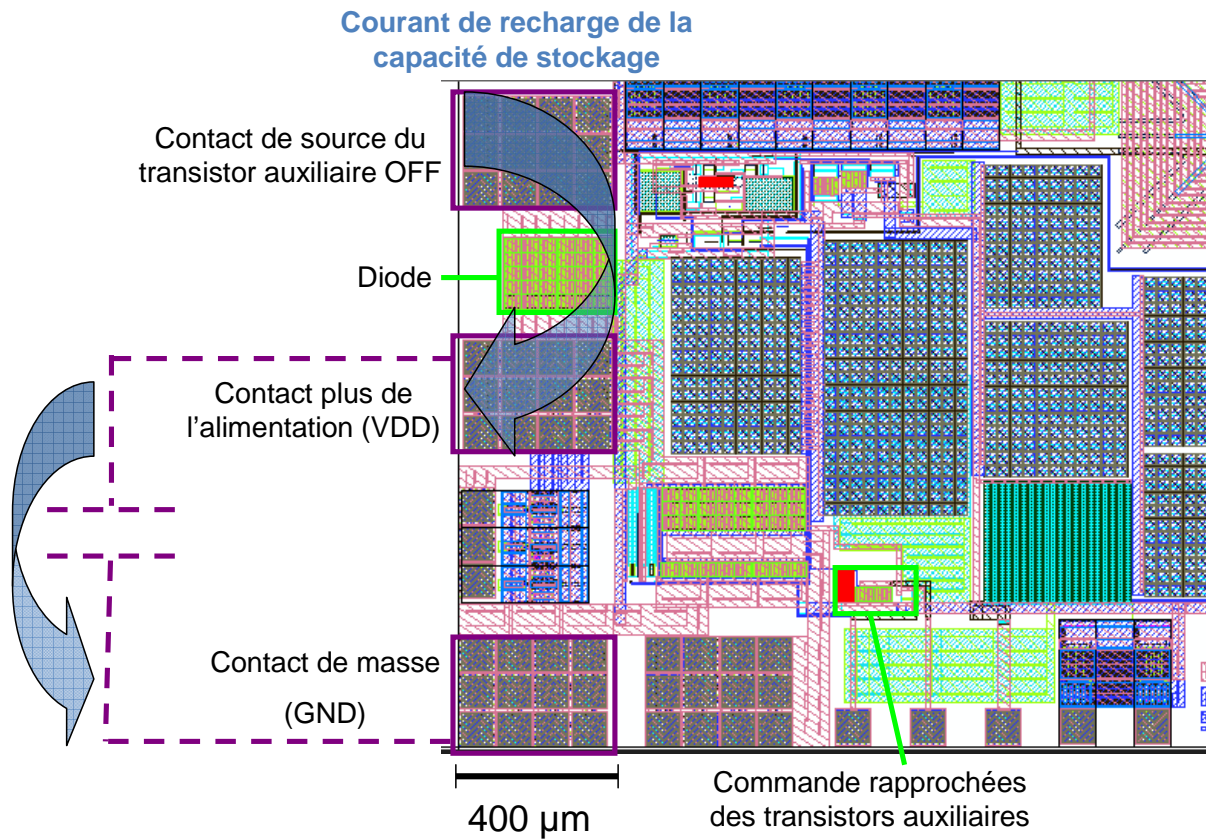 Courant de recharge de la
capacité de stockage
Contact de source du
transistor auxiliaire OFF
Diode
Contact plus de
l'alimentation (VDD)
Contact de masse
(GND)
400 µm
Commande rapprochées
des transistors auxiliaires